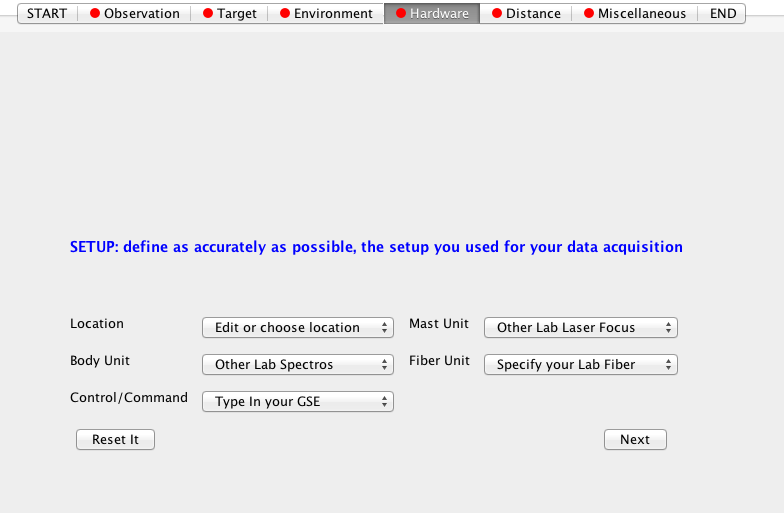 START Observation Target Environment Hardware Distance Miscellaneous END
SETUP: define as accurately as possible, the setup you used for your data acquisition
Location Edit or choose location Mast Unit Other Lab Laser Focus
Body Unit Other Lab Spectros Fiber Unit Specify your Lab Fiber
Control/Command Type In your GSE
Reset It Next